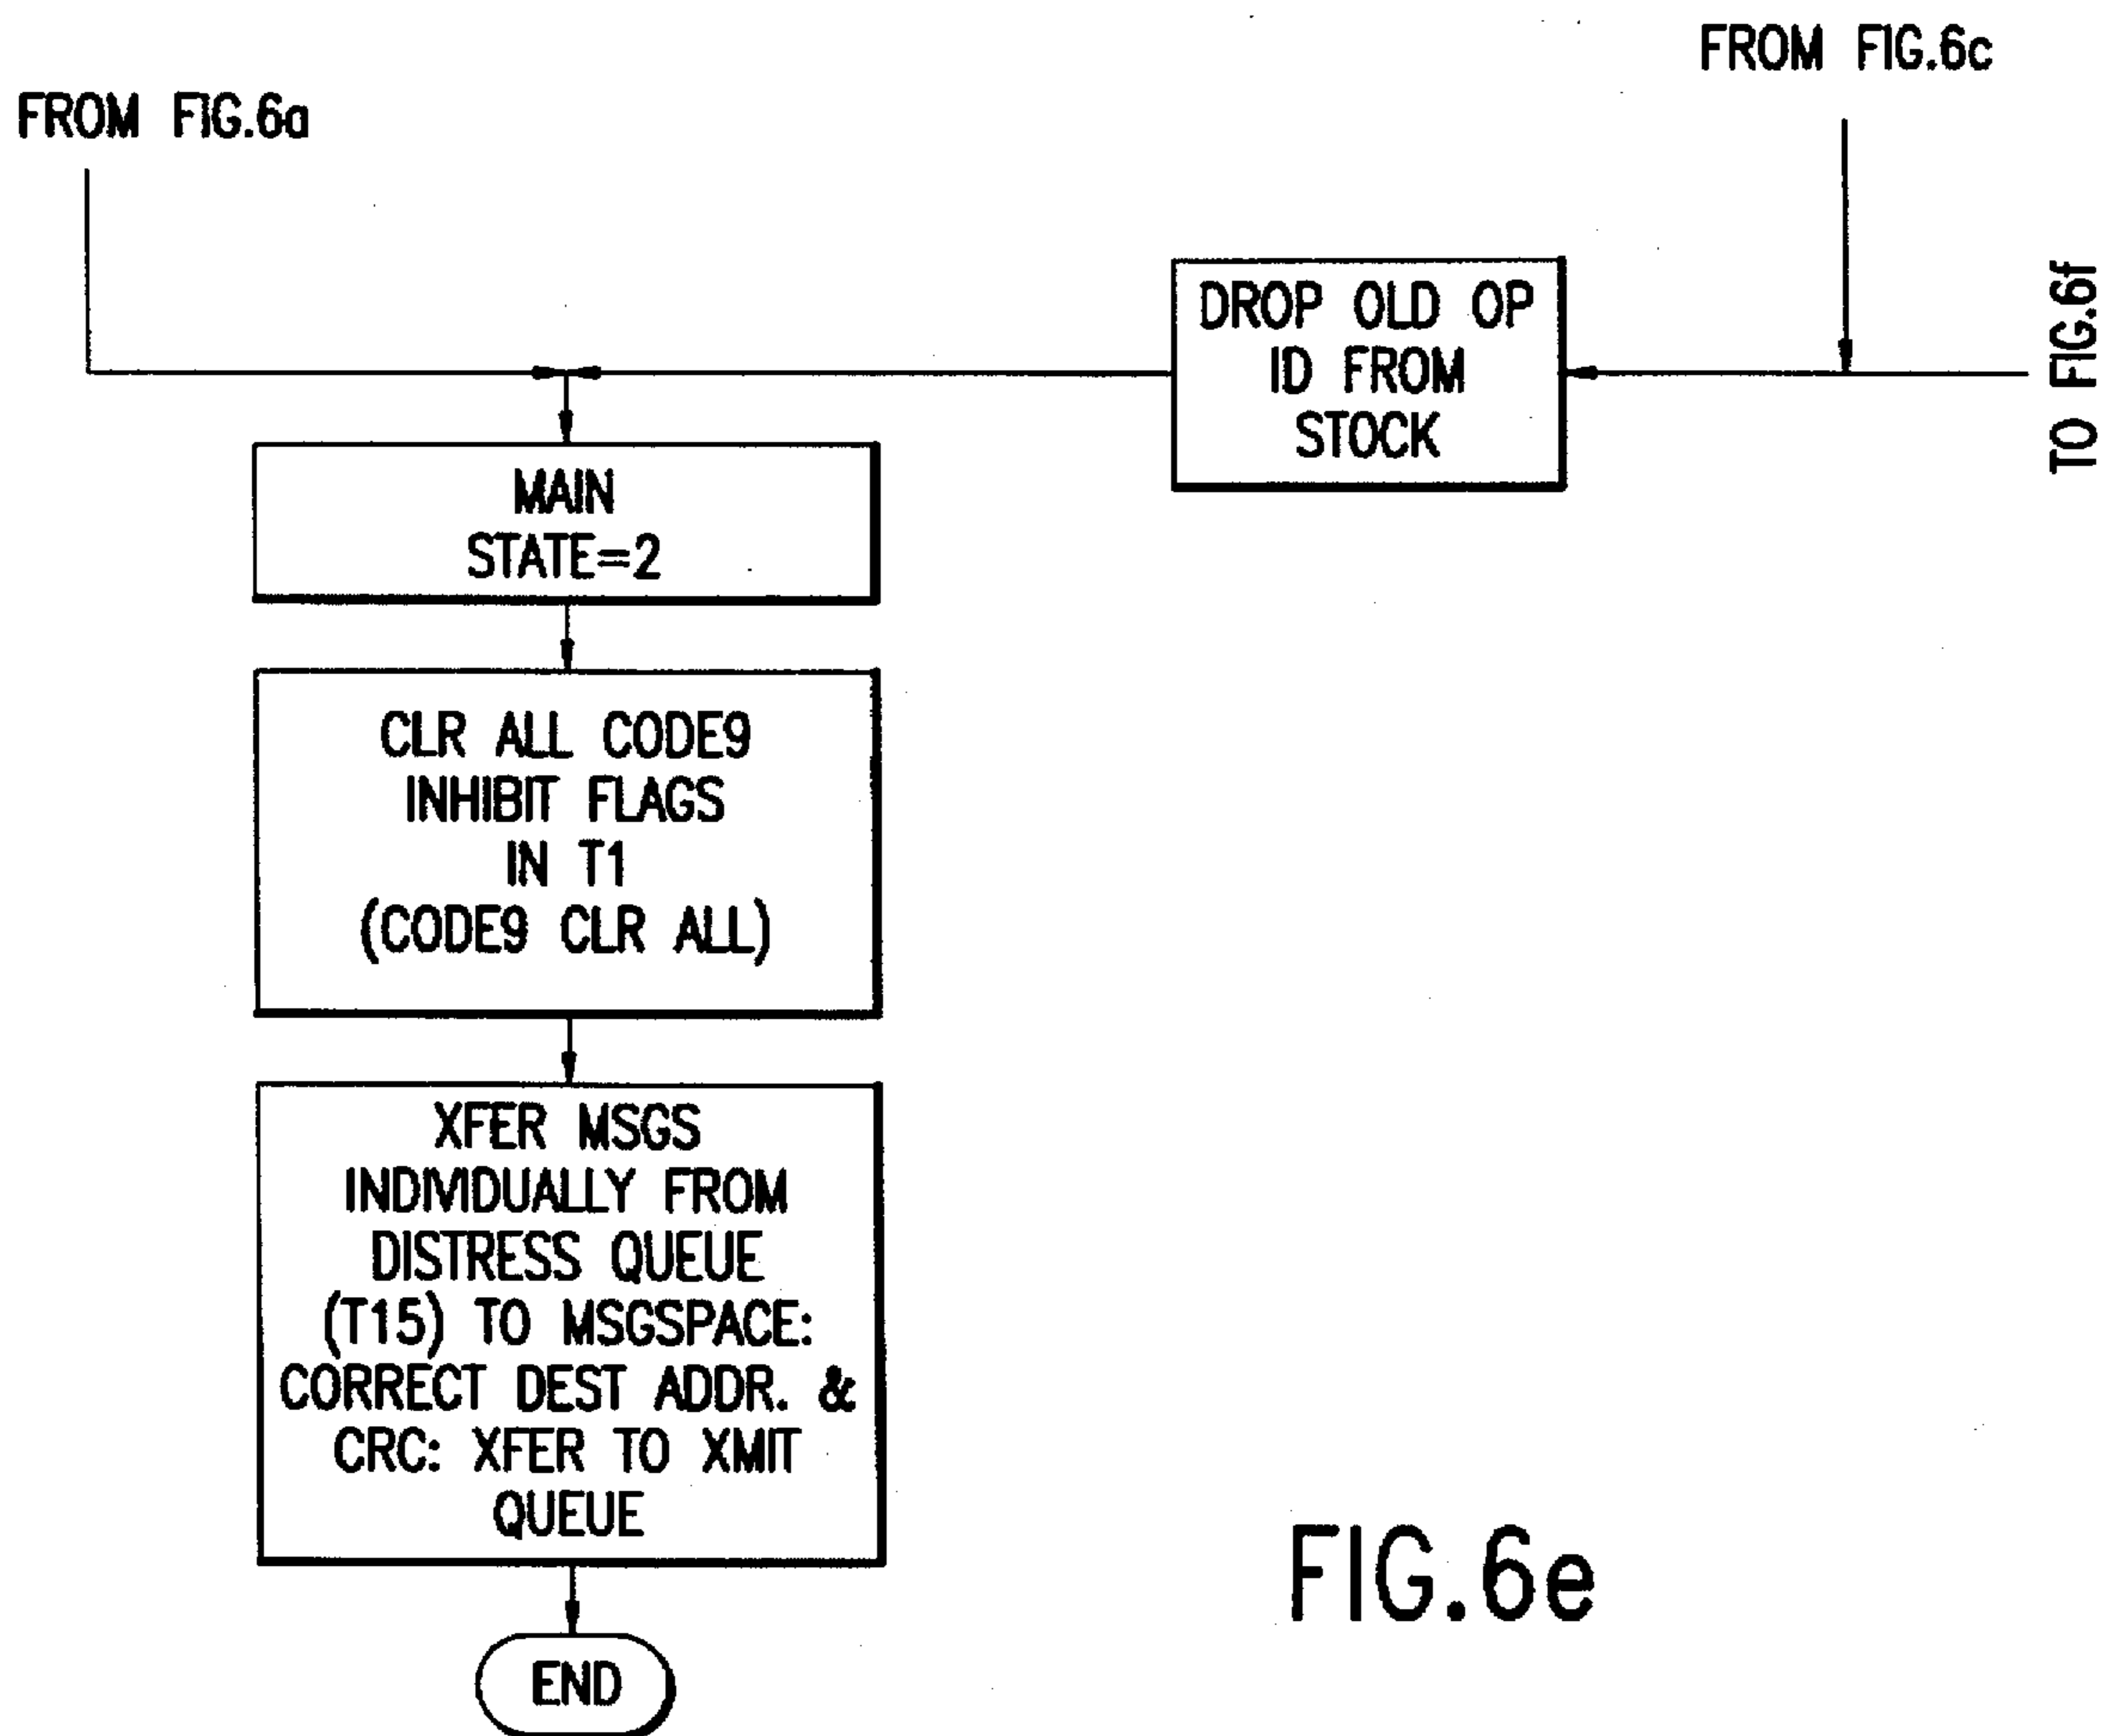 FROM FIG.6c
FROM FIG.6a
TO FIG.6f
DROP OLD OP
ID FROM
STOCK
MAIN
STATE=2
CLR ALL CODE9
INHIBIT FLAGS
IN T1
(CODE9 CLR ALL)
XFER MSGS
INDIVIDUALLY FROM
DISTRESS QUEUE
(T15) TO MSGSPACE:
CORRECT DEST ADDR. &
CRC: XFER TO XMIT
QUEUE
END
FIG.6e